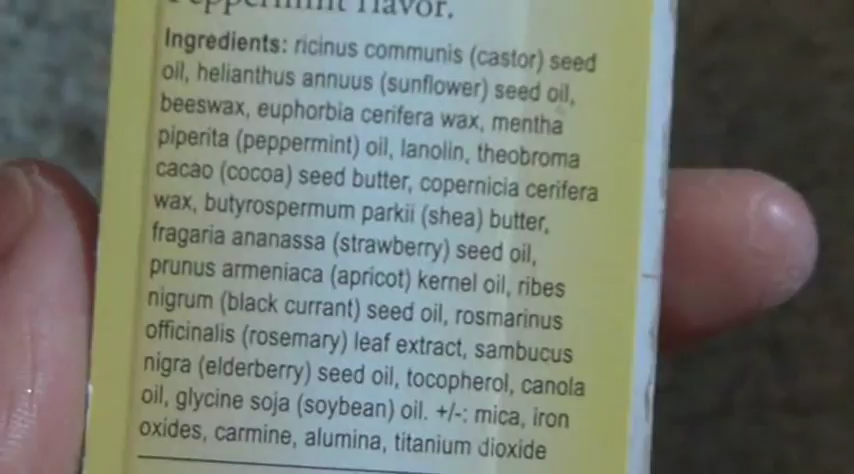 Peppermint flavor.
Ingredients: ricinus communis (castor) seed
oil, helianthus annuus (sunflower) seed oil,
beeswax, euphorbia cerifera wax, mentha
piperita (peppermint) oil, lanolin, theobroma
cacao (cocoa) seed butter, copernicia cerifera
wax, butyrospermum parkii (shea) butter,
fragaria ananassa (strawberry) seed oil,
prunus armeniaca (apricot) kernel oil, ribes
nigrum (black currant) seed oil, rosmarinus
officinalis (rosemary) leaf extract, sambucus
nigra (elderberry) seed oil, tocopherol, canola
oil, glycine soja (soybean) oil. +/-: mica, iron
oxides, carmine, alumina, titanium dioxide